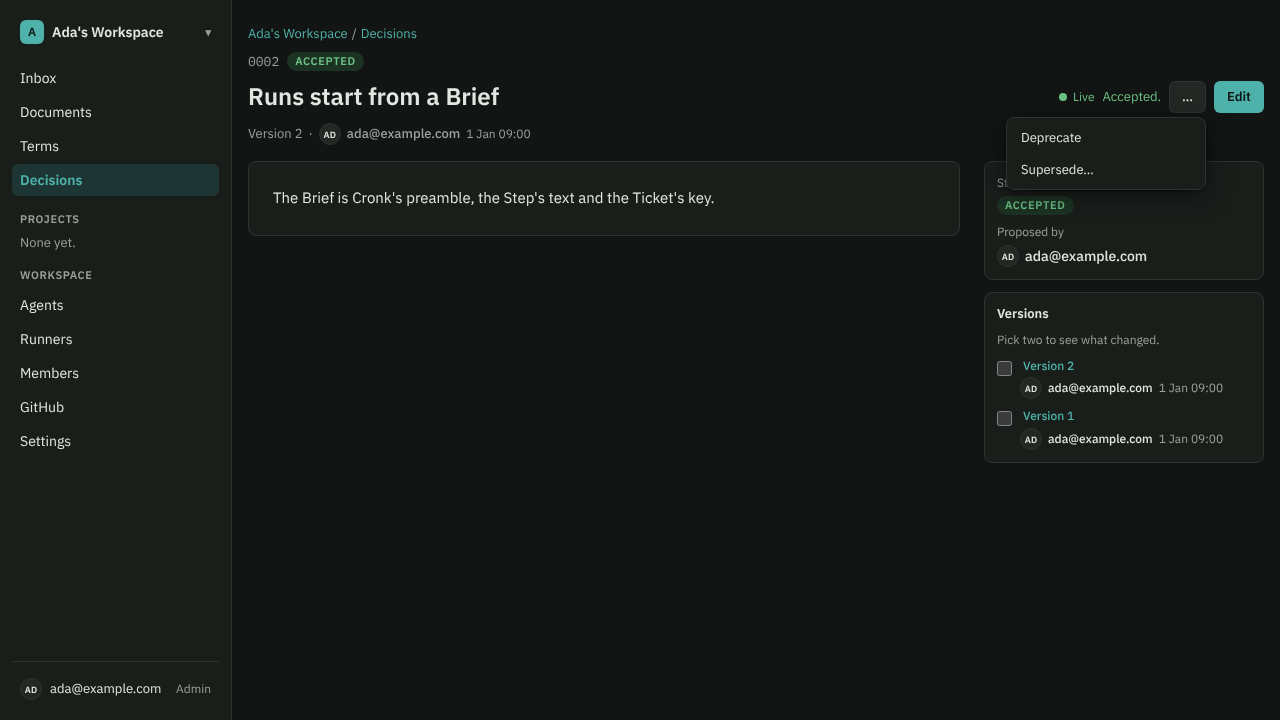 A Ada's Workspace ▾
Inbox
Documents
Terms
Decisions
PROJECTS
None yet.
WORKSPACE
Agents
Runners
Members
GitHub
Settings
AD ada@example.com Admin
Ada's Workspace / Decisions
0002 ACCEPTED
Runs start from a Brief
Live Accepted. ... Edit
Version 2 · AD ada@example.com 1 Jan 09:00
Deprecate
Supersede...
The Brief is Cronk's preamble, the Step's text and the Ticket's key.
ACCEPTED
Proposed by
AD ada@example.com
Versions
Pick two to see what changed.
Version 2
AD ada@example.com 1 Jan 09:00
Version 1
AD ada@example.com 1 Jan 09:00